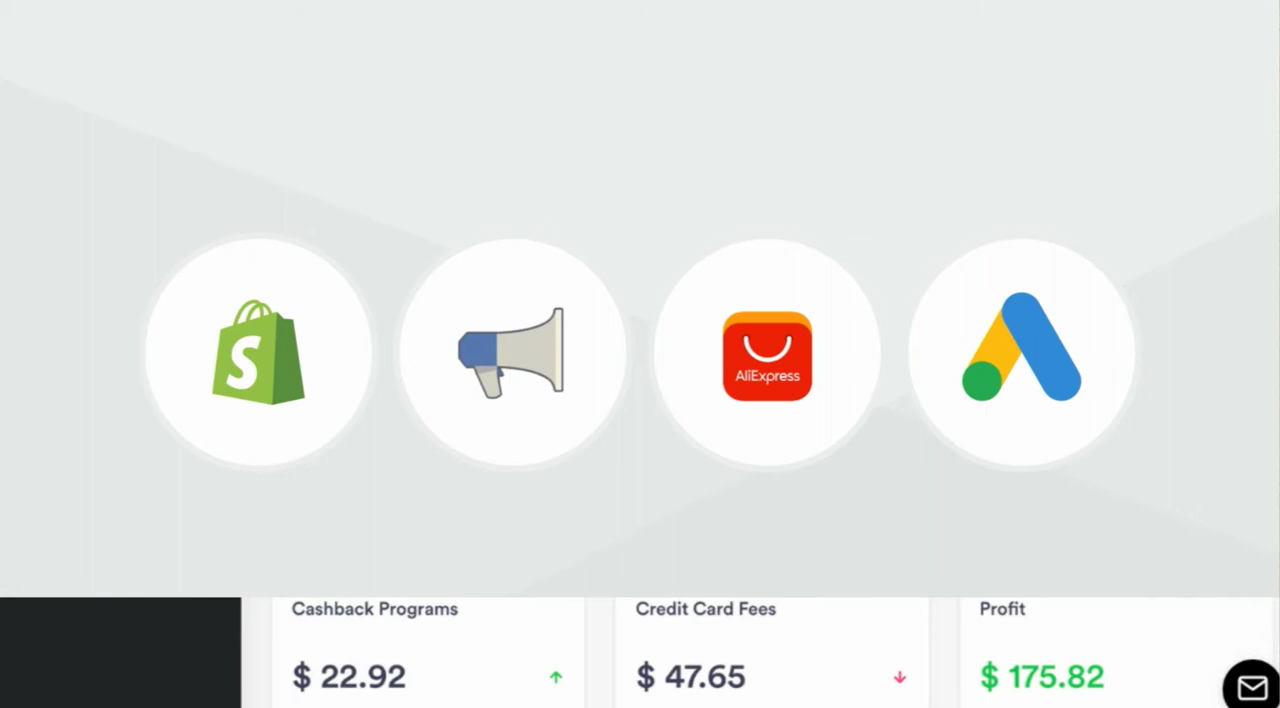 S
AliExpress
Cashback Programs
Credit Card Fees
Profit
$ 22.92
$ 47.65
$ 175.82